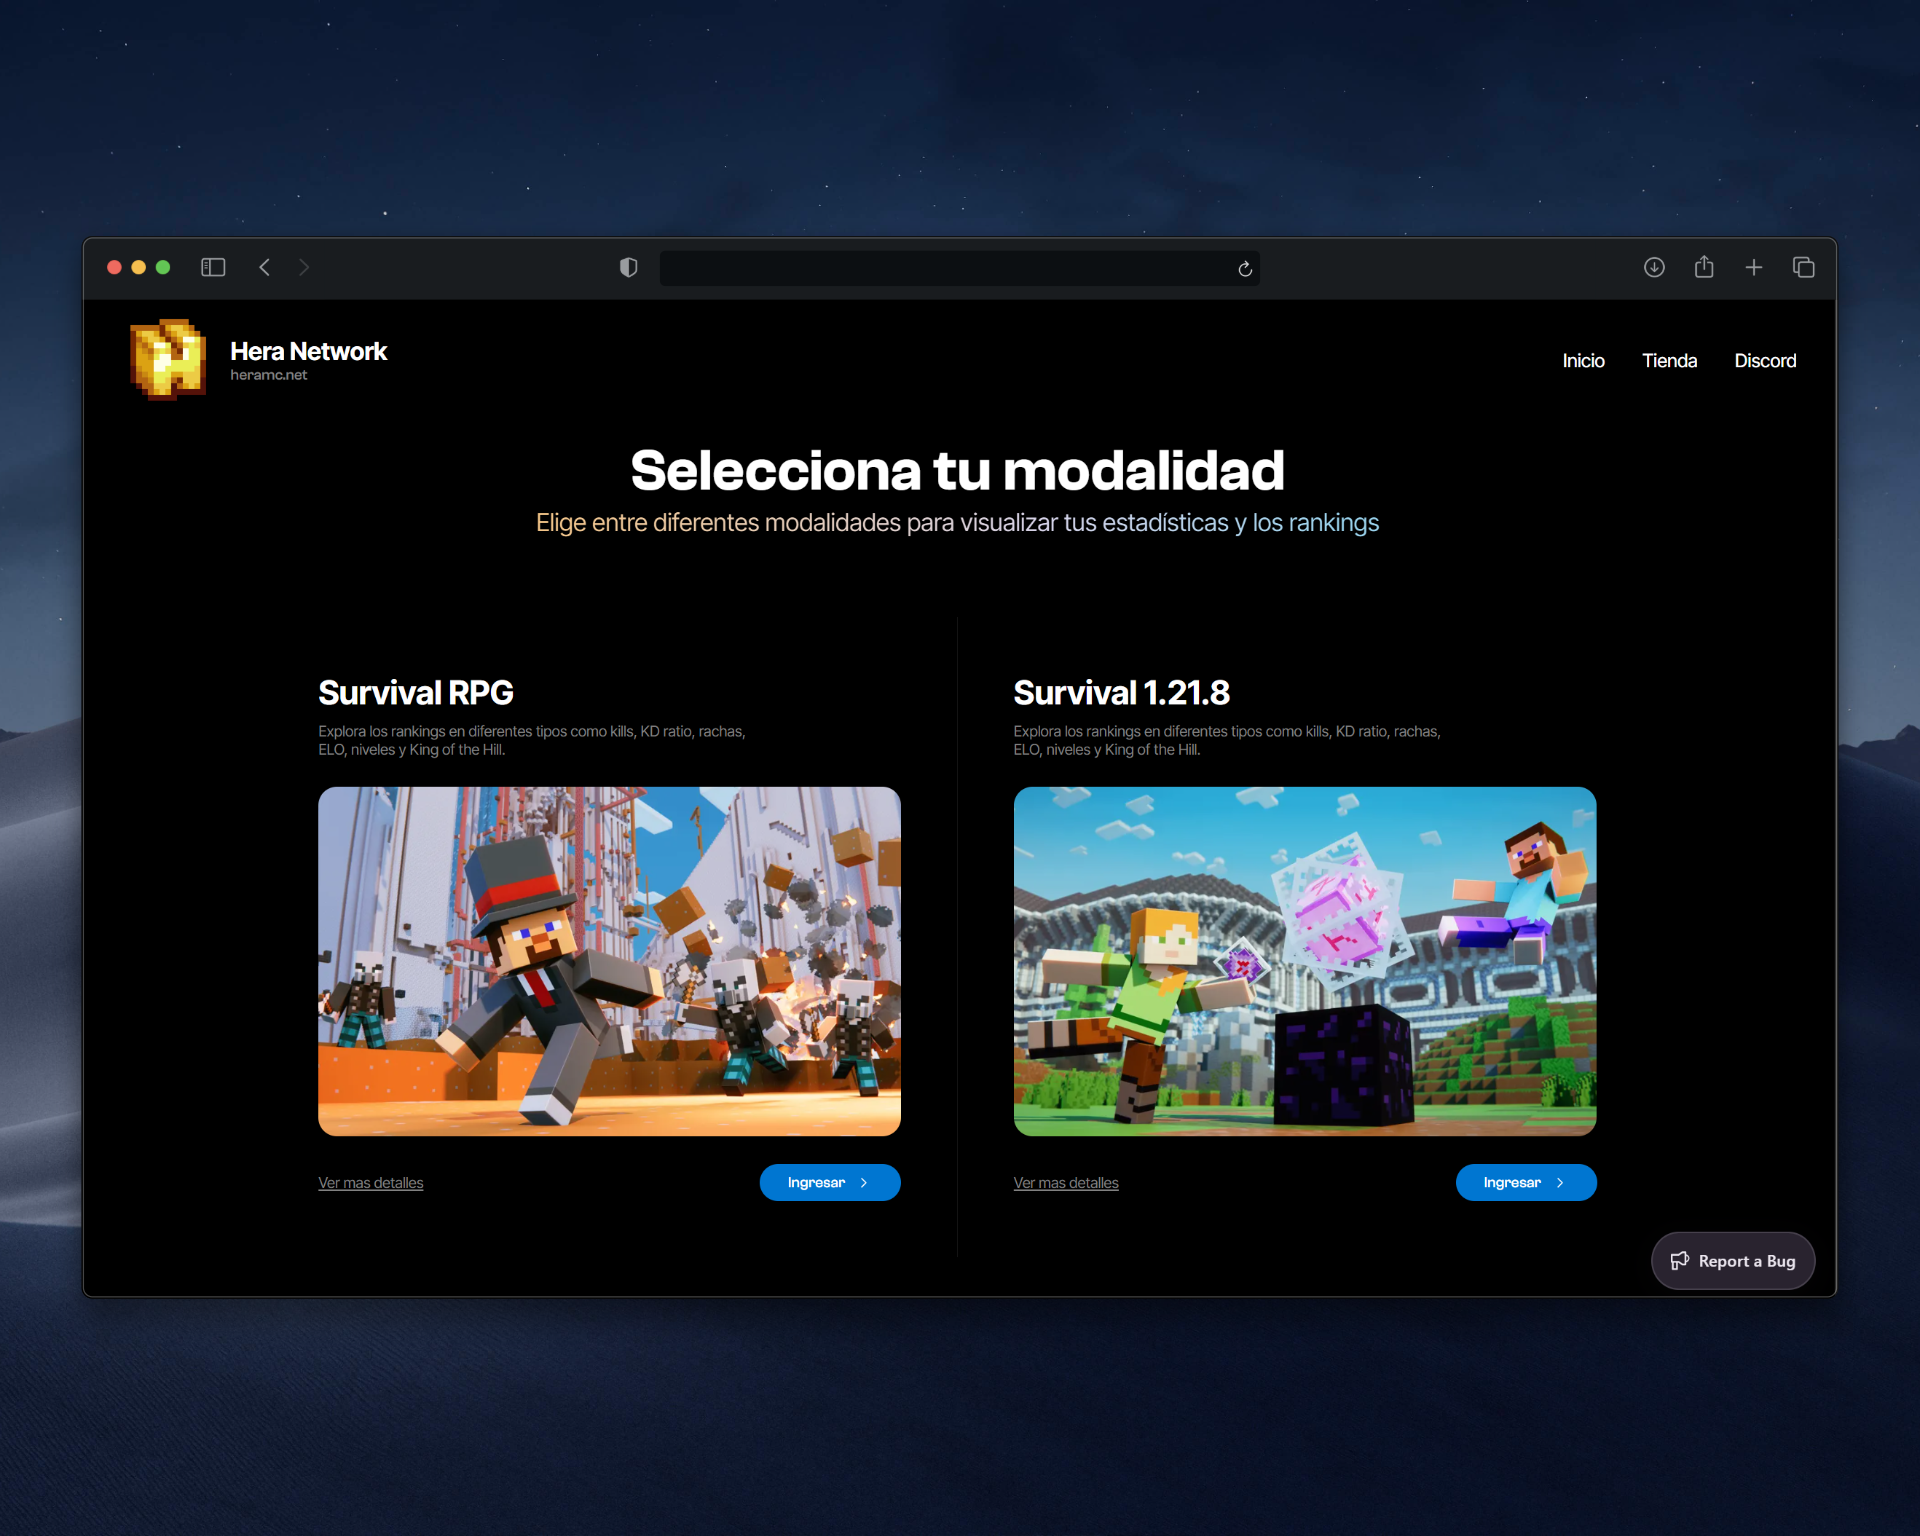 Hera Network
heramc.net
Inicio
Tienda
Discord
Selecciona tu modalidad
Elige entre diferentes modalidades para visualizar tus estadísticas y los rankings
Survival RPG
Explora los rankings en diferentes tipos como kills, KD ratio, rachas,
ELO, niveles y King of the Hill.
Ver mas detalles
Ingresar
Survival 1.21.8
Explora los rankings en diferentes tipos como kills, KD ratio, rachas,
ELO, niveles y King of the Hill.
Ver mas detalles
Ingresar
Report a Bug